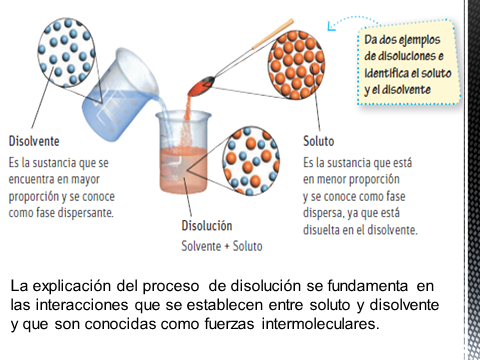 Da dos ejemplos
de disoluciones e
identifica el soluto
y el disolvente
Disolvente
Es la sustancia que se
encuentra en mayor
proporción y se conoce
como fase dispersante.
Disolución
Solvente + Soluto
Soluto
Es la sustancia que está
en menor proporción
y se conoce como fase
dispersa, ya que está
disuelta en el disolvente.
La explicación del proceso de disolución se fundamenta en
las interacciones que se establecen entre soluto y disolvente
y que son conocidas como fuerzas intermoleculares.